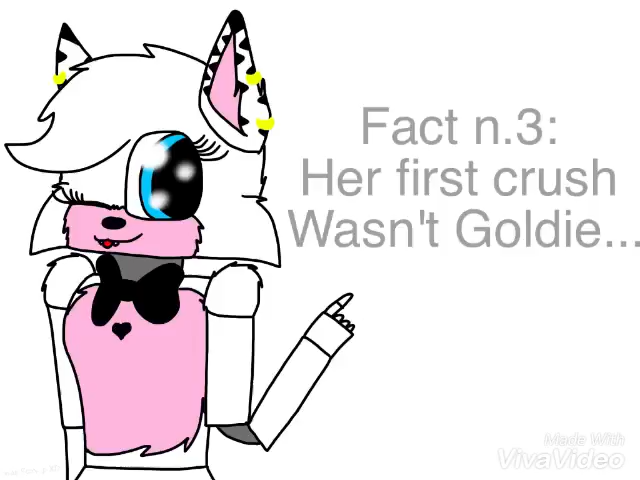 Fact n.3:
Her first crush
Wasn't Goldie...
Made With
VivaVideo